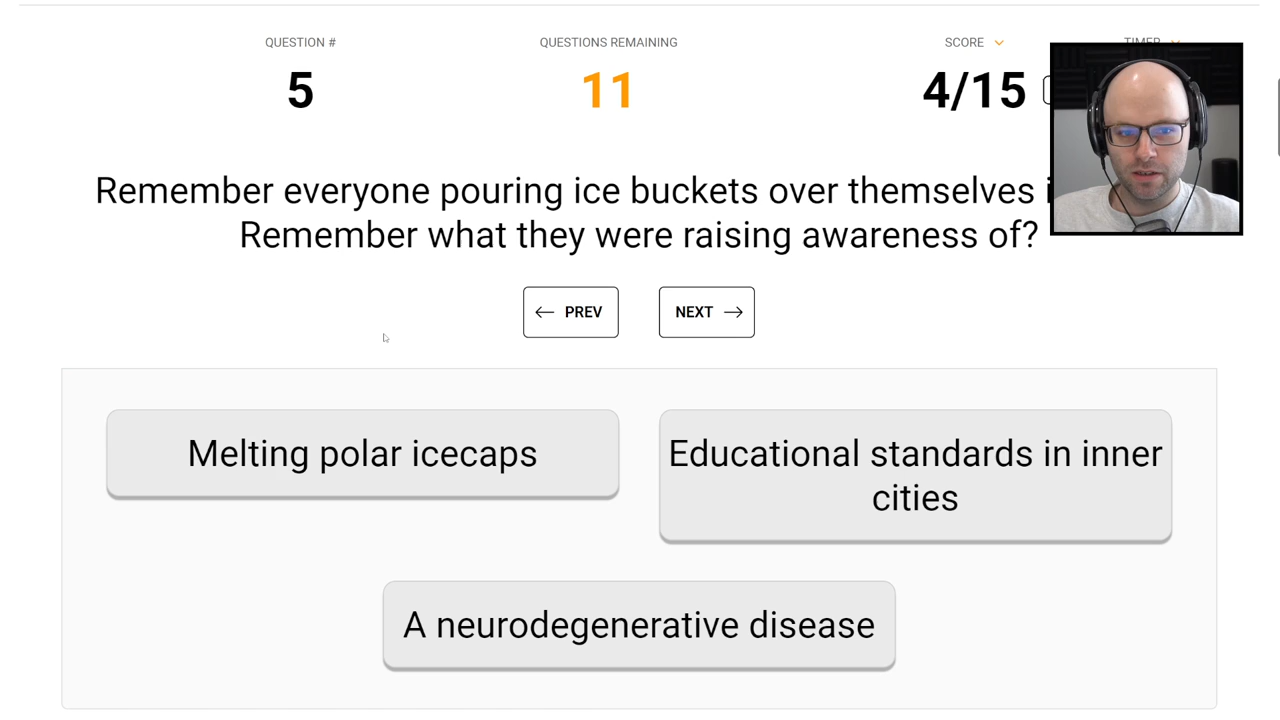 QUESTION #
QUESTIONS REMAINING
SCORE
5
11
4/15
Remember everyone pouring ice buckets over themselves
Remember what they were raising awareness of?
← PREV
NEXT →
Melting polar icecaps
Educational standards in inner
cities
A neurodegenerative disease